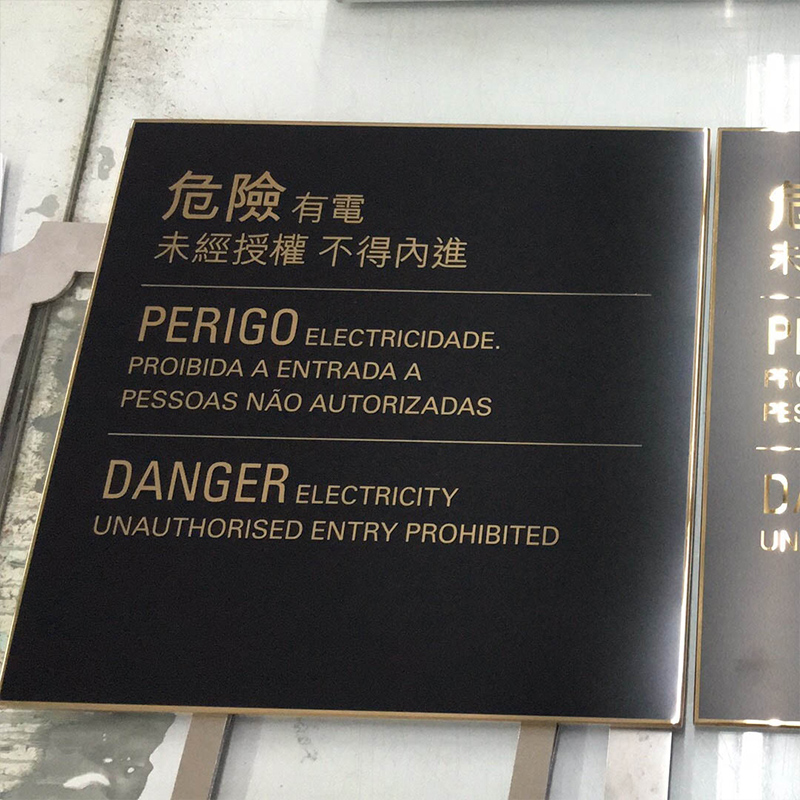 危險 有電
未經授權 不得內進
PERIGO ELECTRICIDADE.
PROIBIDA A ENTRADA A
PESSOAS NÃO AUTORIZADAS
DANGER ELECTRICITY
UNAUTHORISED ENTRY PROHIBITED